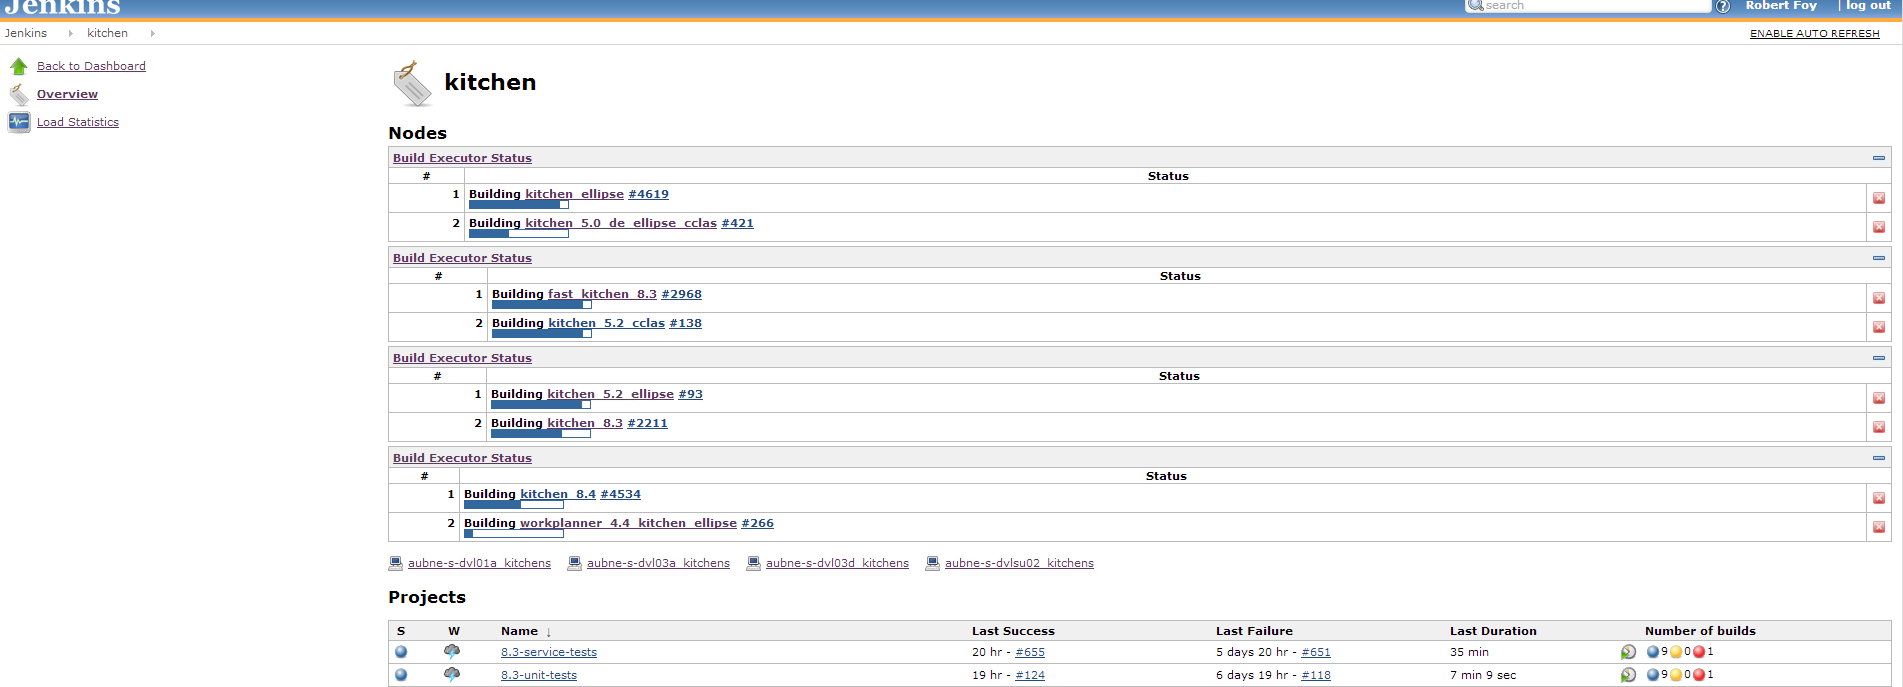 Jenkins
search
Robert Foy | log out
Jenkins kitchen
ENABLE AUTO REFRESH
Back to Dashboard
Overview
Load Statistics
kitchen
Nodes
Build Executor Status
# Status
1 Building kitchen_ellipse #4619
2 Building kitchen_5.0_de_ellipse_cclas #421
Build Executor Status
# Status
1 Building fast_kitchen_8.3 #2968
2 Building kitchen_5.2_cclas #138
Build Executor Status
# Status
1 Building kitchen_5.2_ellipse #93
2 Building kitchen_8.3 #2211
Build Executor Status
# Status
1 Building kitchen_8.4 #4534
2 Building workplanner_4.4_kitchen_ellipse #266
aubne-s-dvl01a_kitchens aubne-s-dvl03a_kitchens aubne-s-dvl03d_kitchens aubne-s-dvlsu02_kitchens
Projects
S W Name ↓ Last Success Last Failure Last Duration Number of builds
8.3-service-tests 20 hr - #655 5 days 20 hr - #651 35 min 9 0 1
8.3-unit-tests 19 hr - #124 6 days 19 hr - #118 7 min 9 sec 9 0 1